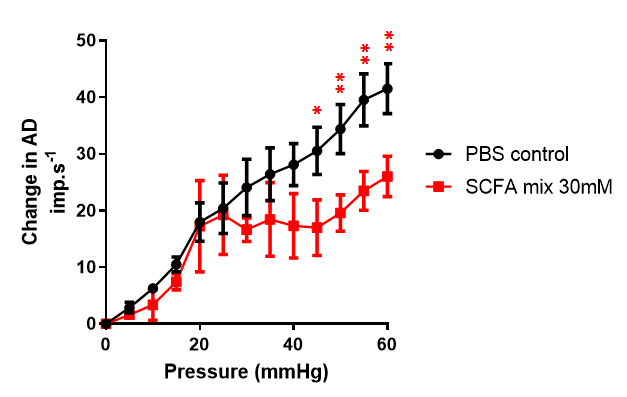 50
40
30
20
10
0
Change in AD
imp.s-1
0 20 40 60
Pressure (mmHg)
*
**
**
**
PBS control
SCFA mix 30mM